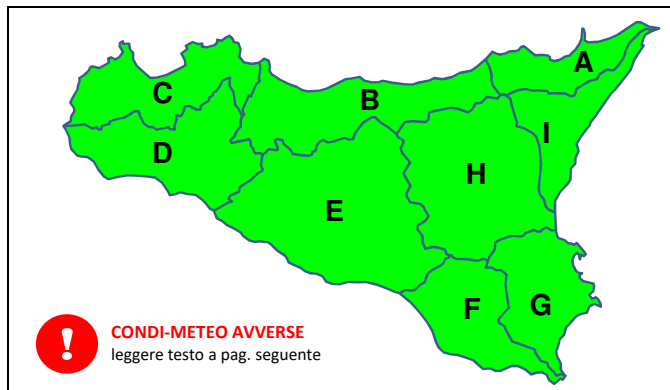 A
C
B
I
D
H
E
F
G
!
CONDI-METEO AVVERSE
leggere testo a pag. seguente